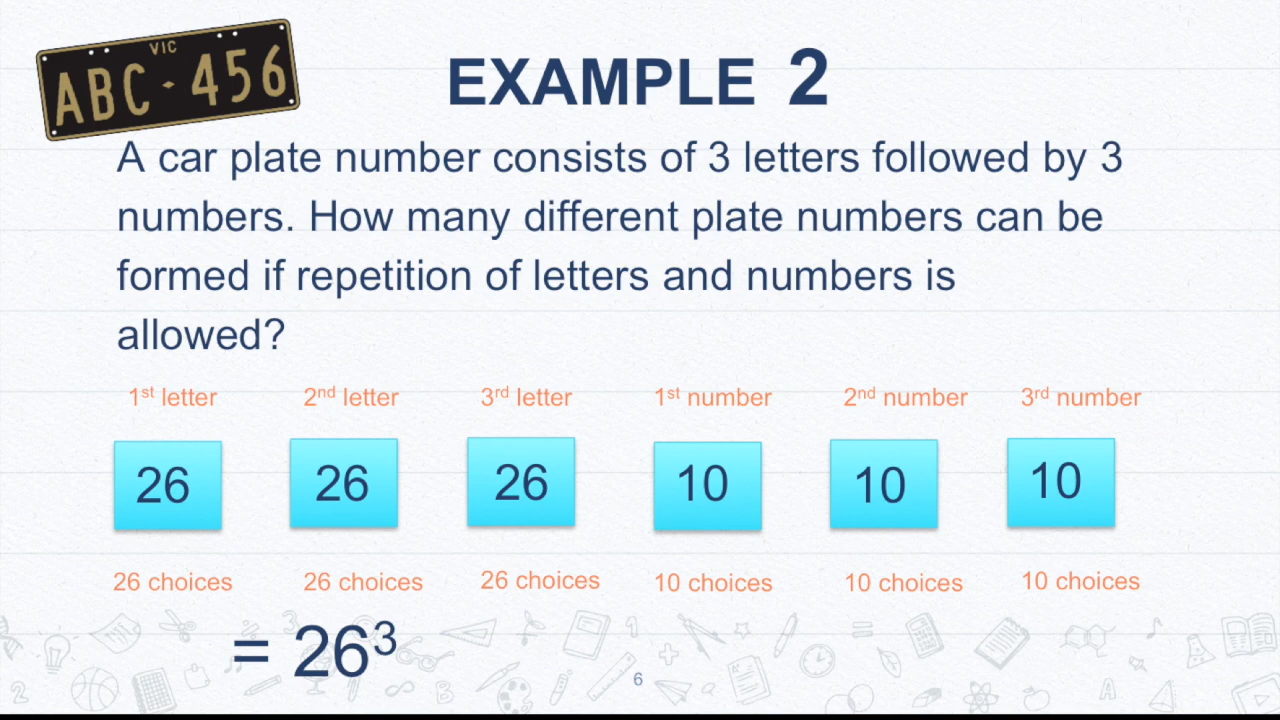 VIC
ABC-456
EXAMPLE 2
A car plate number consists of 3 letters followed by 3
numbers. How many different plate numbers can be
formed if repetition of letters and numbers is
allowed?
1st letter 2nd letter 3rd letter 1st number 2nd number 3rd number
26 26 26 10 10 10
26 choices 26 choices 26 choices 10 choices 10 choices 10 choices
= 26³
6